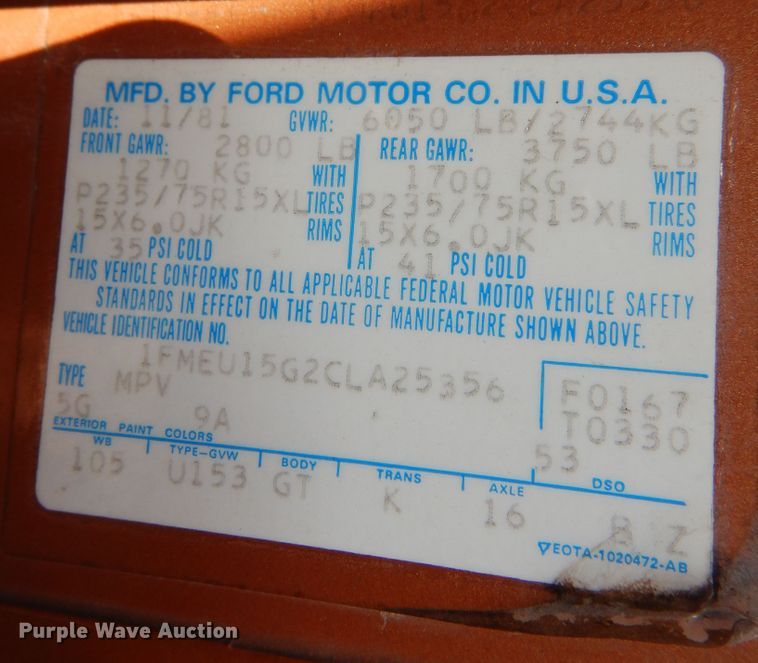 MFD. BY FORD MOTOR CO. IN U.S.A.
DATE: 11/81 GVWR: 6050 LB/2744KG
FRONT GAWR: 2800 LB REAR GAWR: 3750 LB
1270 KG WITH 1700 KG WITH
P235/75R15XL TIRES P235/75R15XL TIRES
15X6.0JK RIMS 15X6.0JK RIMS
AT 35 PSI COLD AT 41 PSI COLD
THIS VEHICLE CONFORMS TO ALL APPLICABLE FEDERAL MOTOR VEHICLE SAFETY
STANDARDS IN EFFECT ON THE DATE OF MANUFACTURE SHOWN ABOVE.
VEHICLE IDENTIFICATION NO.
1FMEU15G2CLA25356
TYPE MPV F0167
5G 9A T0330
EXTERIOR PAINT COLORS 53
WB TYPE-GVW BODY TRANS AXLE DSO
105 U153 GT K 16 B Z
EOTA-1020472-AB
Purple Wave Auction